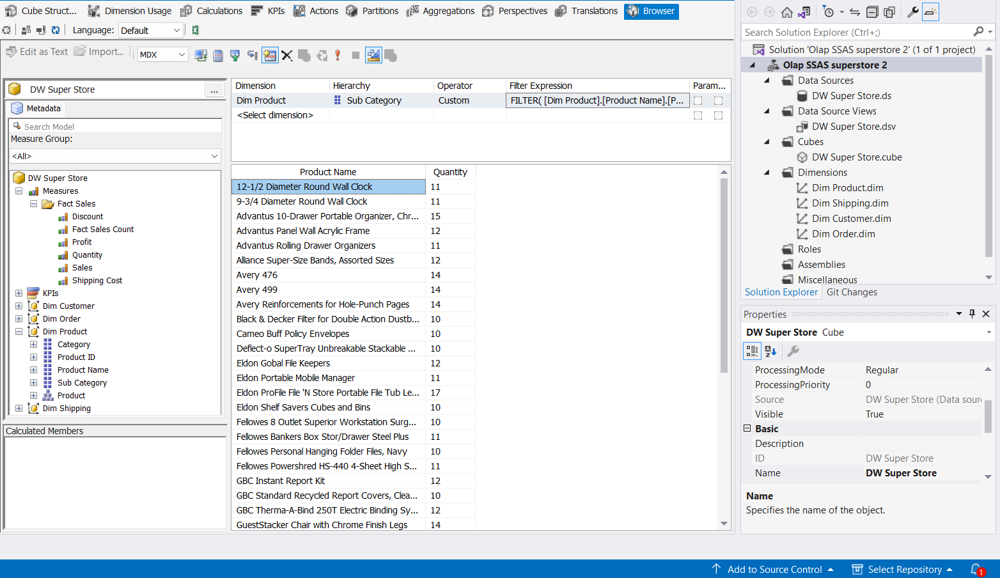 Cube Struct... Dimension Usage Calculations KPIs Actions Partitions Aggregations Perspectives Translations Browser
Language: Default
Edit as Text Import... MDX
DW Super Store ...
Metadata
Search Model
Measure Group:
<All>
DW Super Store
Measures
Fact Sales
Discount
Fact Sales Count
Profit
Quantity
Sales
Shipping Cost
KPIs
Dim Customer
Dim Order
Dim Product
Category
Product ID
Product Name
Sub Category
Product
Dim Shipping
Calculated Members
Dimension Hierarchy Operator Filter Expression Param...
Dim Product Sub Category Custom FILTER( [Dim Product].[Product Name].[P...
<Select dimension>
Product Name Quantity
12-1/2 Diameter Round Wall Clock 11
9-3/4 Diameter Round Wall Clock 11
Advantus 10-Drawer Portable Organizer, Chr... 15
Advantus Panel Wall Acrylic Frame 12
Advantus Rolling Drawer Organizers 11
Alliance Super-Size Bands, Assorted Sizes 12
Avery 476 14
Avery 499 14
Avery Reinforcements for Hole-Punch Pages 14
Black & Decker Filter for Double Action Dustb... 10
Cameo Buff Policy Envelopes 10
Deflect-o SuperTray Unbreakable Stackable ... 10
Eldon Gobal File Keepers 12
Eldon Portable Mobile Manager 11
Eldon ProFile File 'N Store Portable File Tub Le... 17
Eldon Shelf Savers Cubes and Bins 10
Fellowes 8 Outlet Superior Workstation Surg... 10
Fellowes Bankers Box Stor/Drawer Steel Plus 11
Fellowes Personal Hanging Folder Files, Navy 10
Fellowes Powershred HS-440 4-Sheet High S... 11
GBC Instant Report Kit 12
GBC Standard Recycled Report Covers, Clea... 10
GBC Therma-A-Bind 250T Electric Binding Sy... 12
GuestStacker Chair with Chrome Finish Legs 14
Search Solution Explorer (Ctrl+;)
Solution 'Olap SSAS superstore 2' (1 of 1 project)
Olap SSAS superstore 2
Data Sources
DW Super Store.ds
Data Source Views
DW Super Store.dsv
Cubes
DW Super Store.cube
Dimensions
Dim Product.dim
Dim Shipping.dim
Dim Customer.dim
Dim Order.dim
Roles
Assemblies
Miscellaneous
Solution Explorer Git Changes
Properties
DW Super Store Cube
ProcessingMode Regular
ProcessingPriority 0
Source DW Super Store (Data sour
Visible True
Basic
Description
ID DW Super Store
Name DW Super Store
Name
Specifies the name of the object.
Add to Source Control Select Repository 1